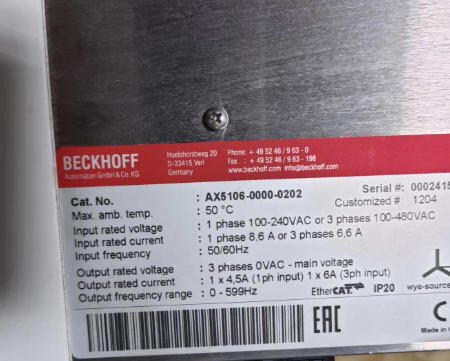 BECKHOFF
Automation GmbH & Co. KG
Huelshorstweg 20
D-33415 Verl
Germany
Phone : + 49 52 46 / 9 63 - 0
Fax : + 49 52 46 / 9 63 - 198
www.beckhoff.com info@beckhoff.com
Cat. No. : AX5106-0000-0202
Serial #: 0002415
Max. amb. temp. : 50 °C
Customized #: 1204
Input rated voltage : 1 phase 100-240VAC or 3 phases 100-480VAC
Input rated current : 1 phase 8,6 A or 3 phases 6,6 A
Input frequency : 50/60Hz
Output rated voltage : 3 phases 0VAC - main voltage
Output rated current : 1 x 4,5A (1ph input) 1 x 6A (3ph input)
Output frequency range : 0 - 599Hz
EtherCAT IP20
wye-source
EAC
Made in